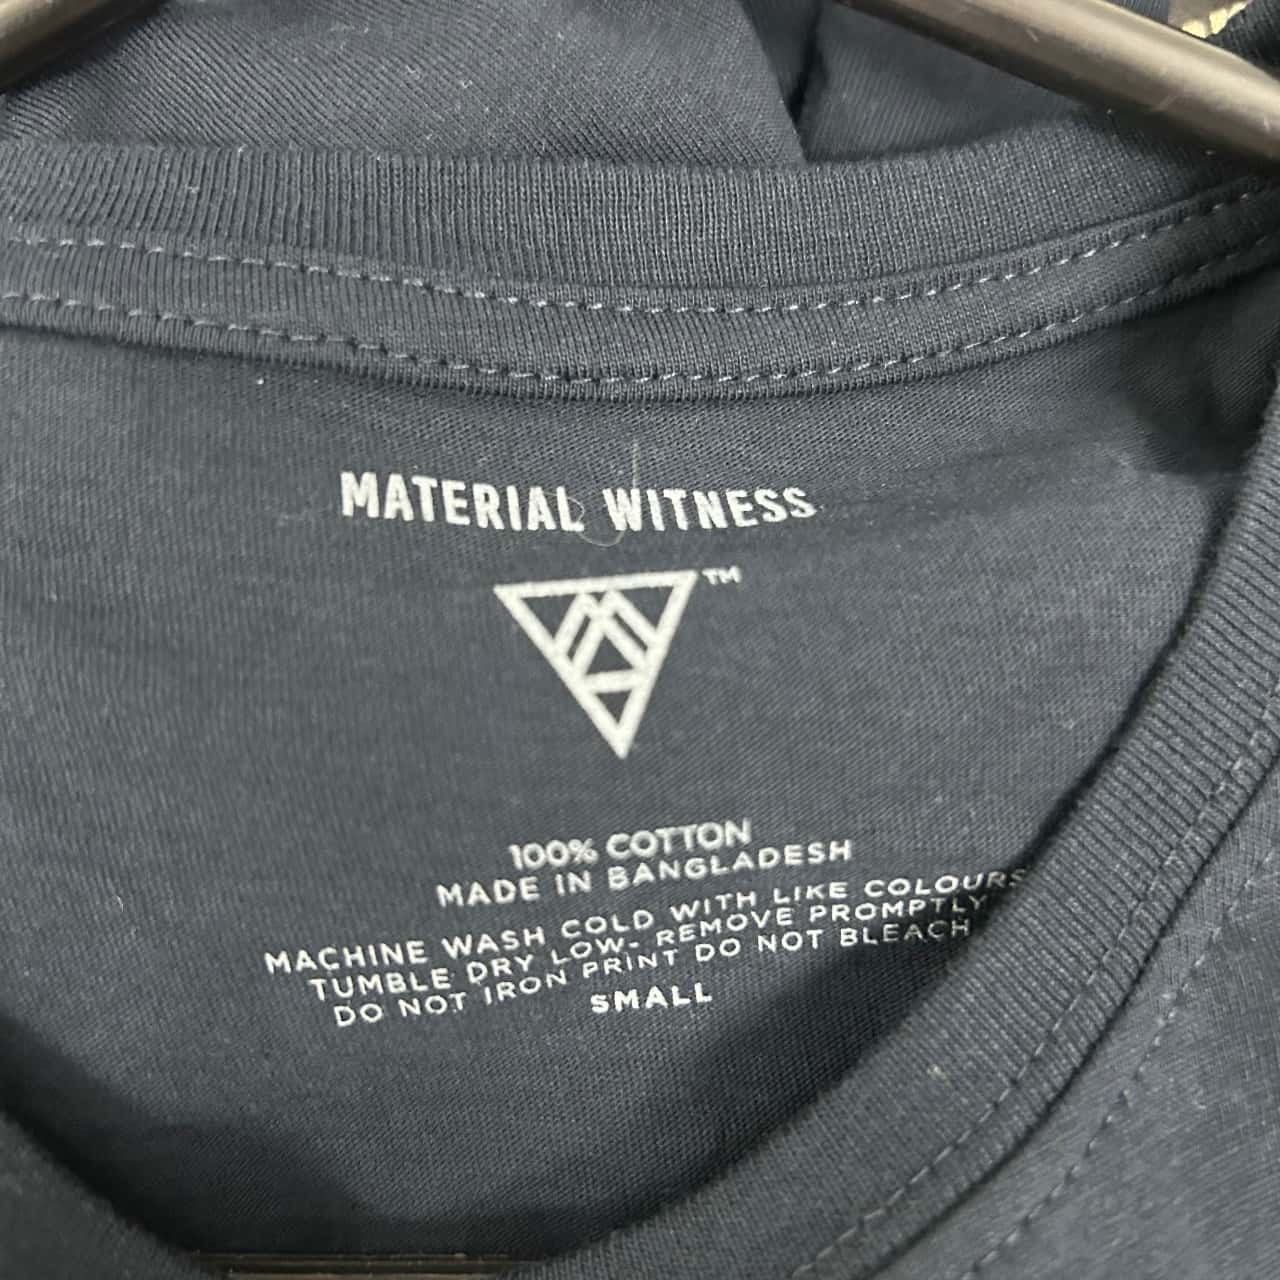 MATERIAL WITNESS
TM
100% COTTON
MADE IN BANGLADESH
MACHINE WASH COLD WITH LIKE COLOURS
TUMBLE DRY LOW- REMOVE PROMPTLY
DO NOT IRON PRINT DO NOT BLEACH
SMALL